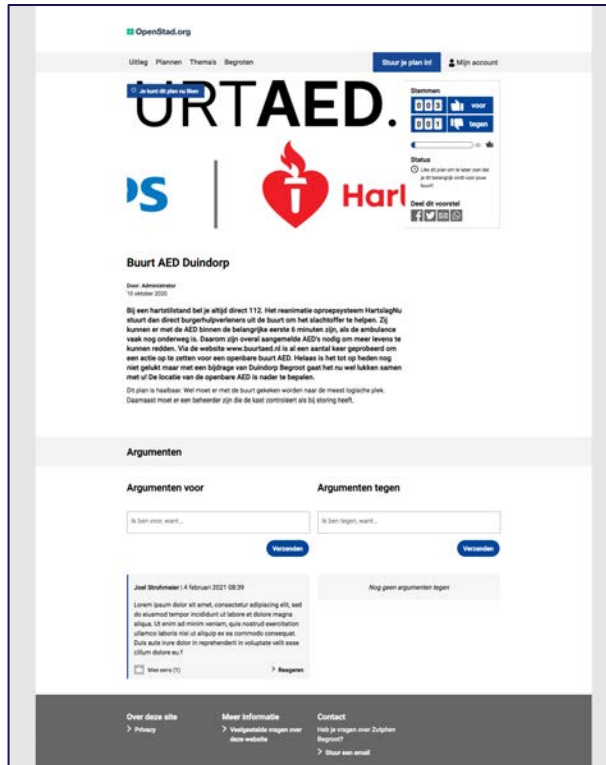 OpenStad.org
Uitleg Plannen Thema's Begroten Stuur je plan in! Mijn account
Je kunt dit plan nu liken
URTAED.
PS | Hartl
Stemmen
003 voor
001 tegen
Status
Like dit plan om te laten zien dat
je dit belangrijk vindt voor jouw
buurt!
Deel dit voorstel
Buurt AED Duindorp
Door: Administrator
13 oktober 2020
Bij een hartstilstand bel je altijd direct 112. Het reanimatie oproepsysteem HartslagNu
stuurt dan direct burgerhulpverleners uit de buurt om het slachtoffer te helpen. Zij
kunnen er met de AED binnen de belangrijke eerste 6 minuten zijn, als de ambulance
vaak nog onderweg is. Daarom zijn overal aangemelde AED's nodig om meer levens te
kunnen redden. Via de website www.buurtaed.nl is al een aantal keer geprobeerd om
een actie op te zetten voor een openbare buurt AED. Helaas is het tot op heden nog
niet gelukt maar met een bijdrage van Duindorp Begroot gaat het nu wel lukken samen
met u! De locatie van de openbare AED is nader te bepalen.
Dit plan is haalbaar. Wel moet er met de buurt gekeken worden naar de meest logische plek.
Daarnaast moet er een beheerder zijn die de kast controleert als bij storing heeft.
Argumenten
Argumenten voor
Ik ben voor, want...
Verzenden
Joel Strohmeier | 4 februari 2021 08:39
Lorem ipsum dolor sit amet, consectetur adipiscing elit, sed
do eiusmod tempor incididunt ut labore et dolore magna
aliqua. Ut enim ad minim veniam, quis nostrud exercitation
ullamco laboris nisi ut aliquip ex ea commodo consequat.
Duis aute irure dolor in reprehenderit in voluptate velit esse
cillum dolore eu f
Mee eens (1) Reageren
Argumenten tegen
Ik ben tegen, want...
Verzenden
Nog geen argumenten tegen
Over deze site
Privacy
Meer informatie
Veelgestelde vragen over
deze website
Contact
Heb je vragen over Zutphen
Begroot?
Stuur een email